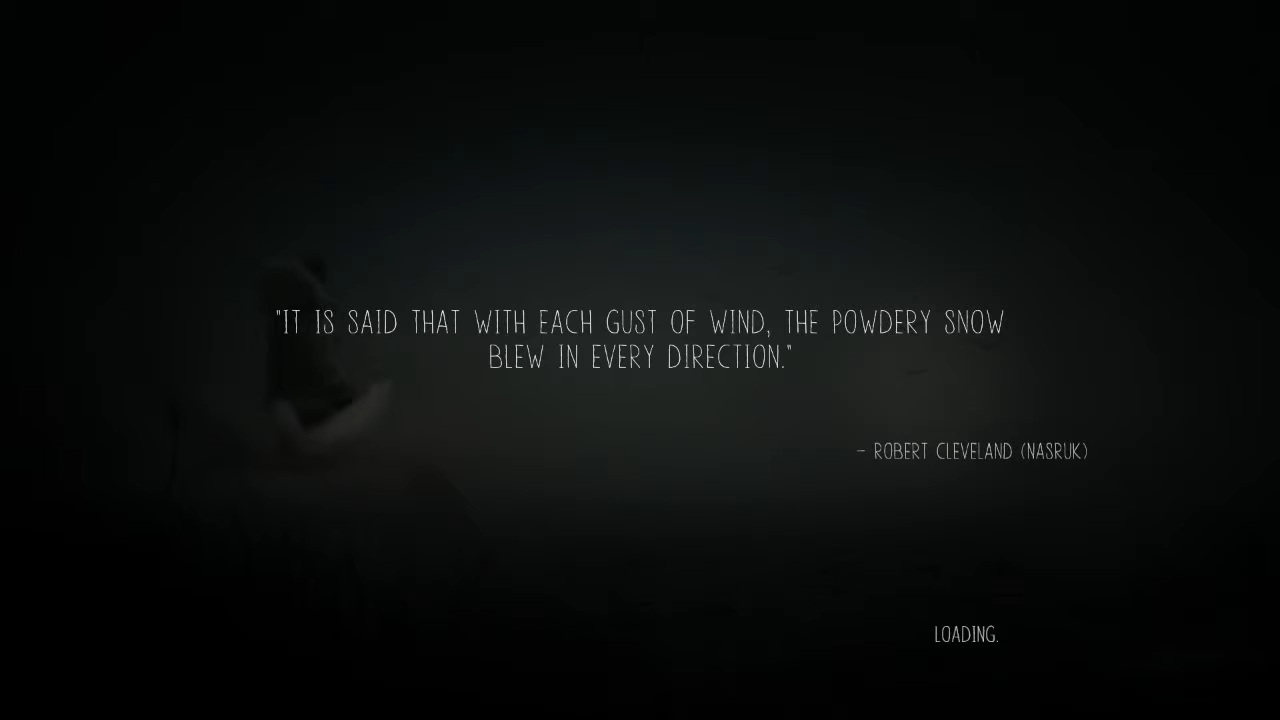 "IT IS SAID THAT WITH EACH GUST OF WIND, THE POWDERY SNOW
BLEW IN EVERY DIRECTION."
- ROBERT CLEVELAND (NASRUK)
LOADING.